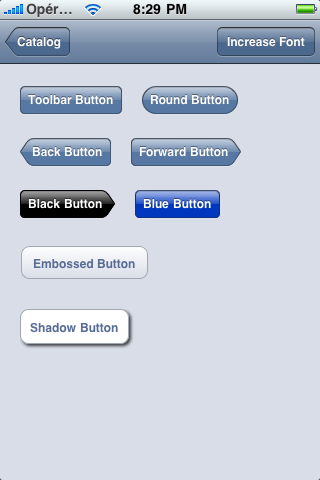 Opér... 8:29 PM
Catalog Increase Font
Toolbar Button Round Button
Back Button Forward Button
Black Button Blue Button
Embossed Button
Shadow Button